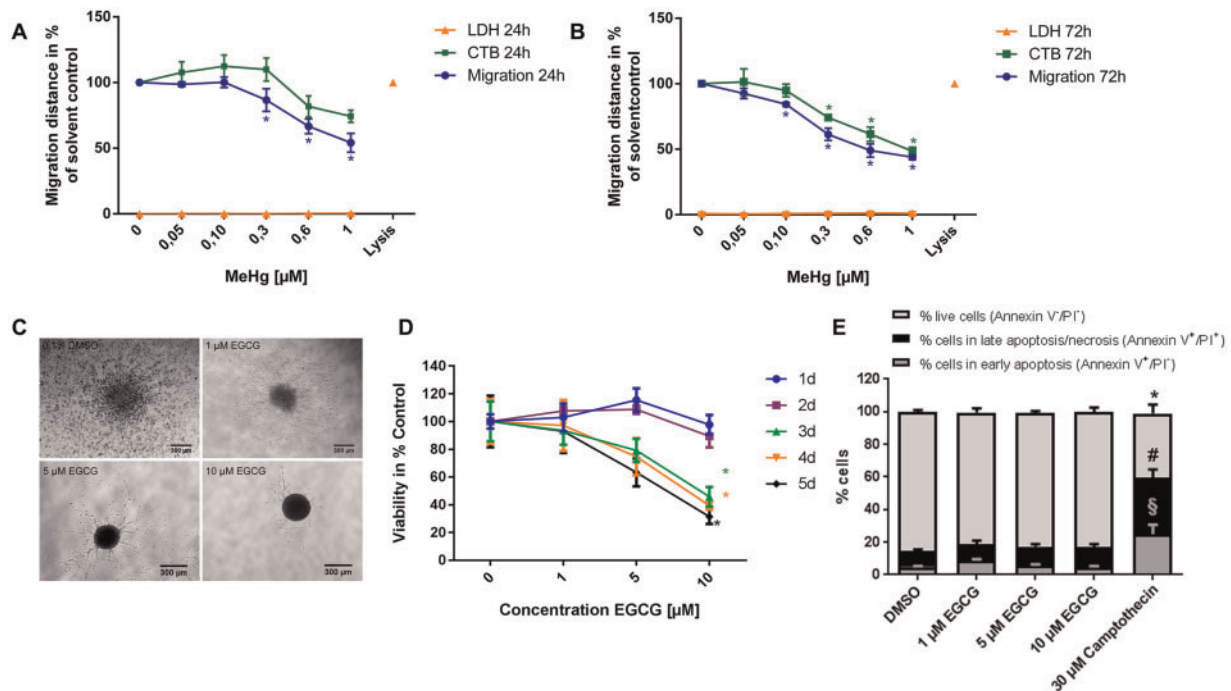 A
Migration distance in %
of solvent control
150
100
50
0
LDH 24h
CTB 24h
Migration 24h
*
*
*
0
0,05
0,10
0,3
0,6
1
Lysis
MeHg [µM]
B
Migration distance in %
of solventcontrol
150
100
50
0
LDH 72h
CTB 72h
Migration 72h
*
*
*
*
*
*
*
0
0,05
0,10
0,3
0,6
1
Lysis
MeHg [µM]
C
0,1% DMSO
300 µm
1 µM EGCG
300 µm
5 µM EGCG
300 µm
10 µM EGCG
300 µm
D
Viability in % Control
140
120
100
80
60
40
20
0
1d
2d
3d
4d
5d
*
*
*
0
1
5
10
Concentration EGCG [µM]
E
% live cells (Annexin V⁻/PI⁻)
% cells in late apoptosis/necrosis (Annexin V⁺/PI⁺)
% cells in early apoptosis (Annexin V⁺/PI⁻)
% cells
120
100
80
60
40
20
0
*
#
§
DMSO
1 µM EGCG
5 µM EGCG
10 µM EGCG
30 µM Camptothecin